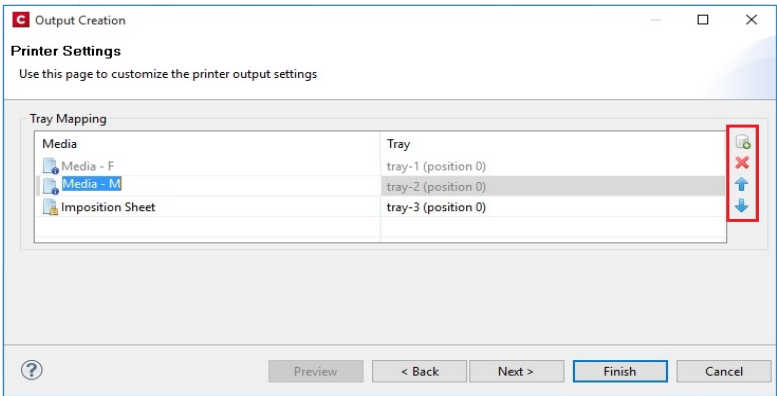 C Output Creation
Printer Settings
Use this page to customize the printer output settings
Tray Mapping
Media Tray
Media - F tray-1 (position 0)
Media - M tray-2 (position 0)
Imposition Sheet tray-3 (position 0)
? Preview < Back Next > Finish Cancel